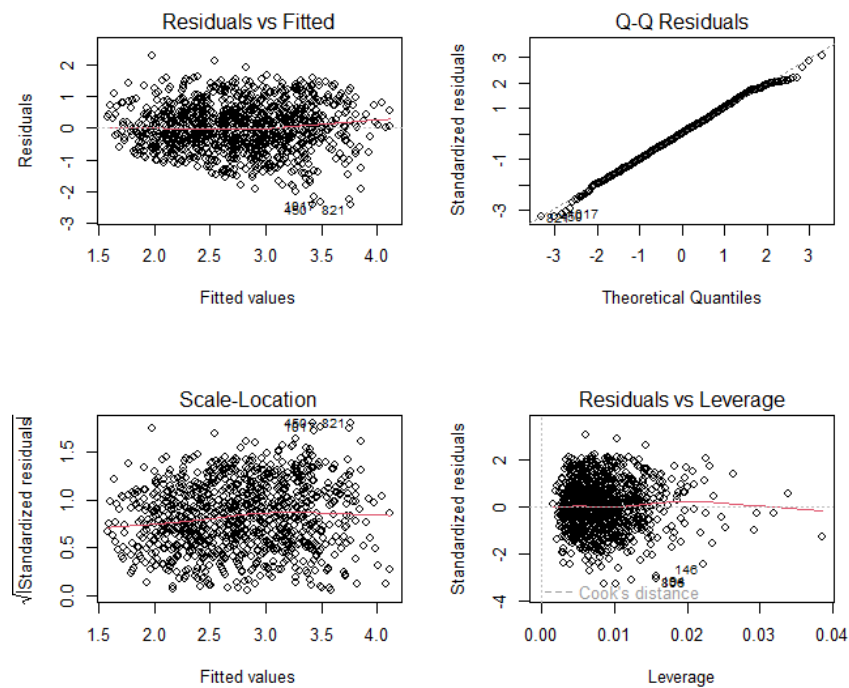 Residuals vs Fitted
Residuals
2
1
0
-1
-2
-3
821
1.5 2.0 2.5 3.0 3.5 4.0
Fitted values
Q-Q Residuals
Standardized residuals
3
1
-1
-3
-3 -2 -1 0 1 2 3
Theoretical Quantiles
Scale-Location
√|Standardized residuals|
1.5
1.0
0.5
0.0
821
1.5 2.0 2.5 3.0 3.5 4.0
Fitted values
Residuals vs Leverage
Standardized residuals
2
0
-2
-4
146
Cook's distance
0.00 0.01 0.02 0.03 0.04
Leverage